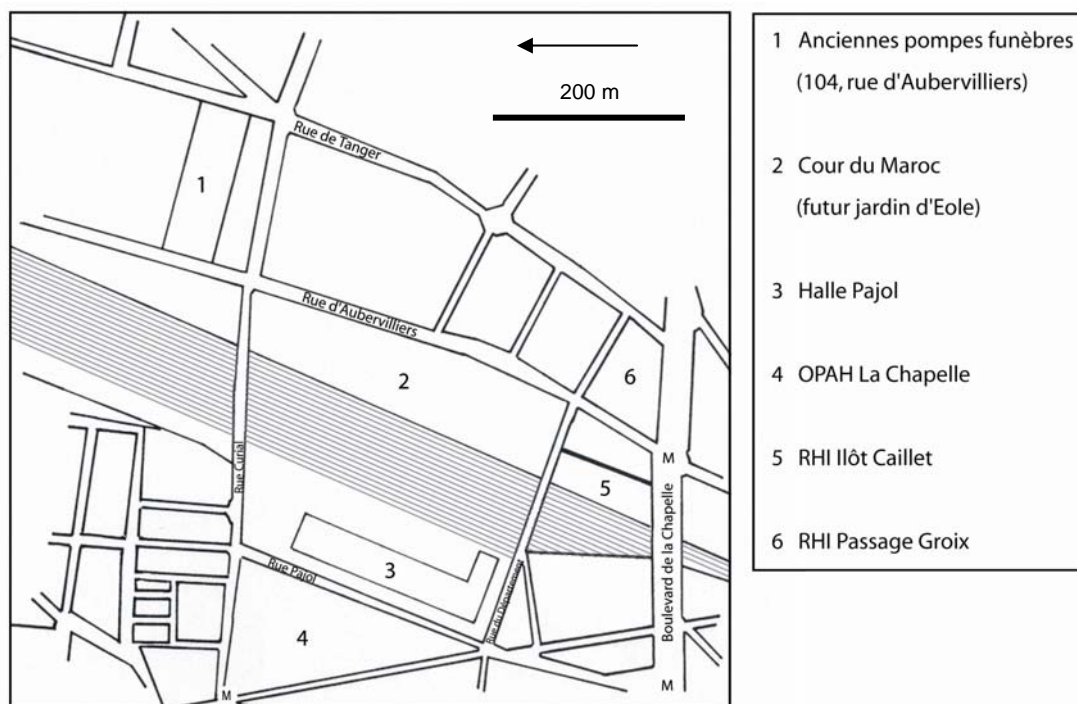 200 m
Rue de Tanger
1
Rue d'Aubervilliers
2
6
M
5
Rue Curial
Boulevard de la Chapelle
3
Rue Pajol
Rue du Département
4
M
M
1 Anciennes pompes funèbres
(104, rue d'Aubervilliers)
2 Cour du Maroc
(futur jardin d'Eole)
3 Halle Pajol
4 OPAH La Chapelle
5 RHI Ilôt Caillet
6 RHI Passage Groix